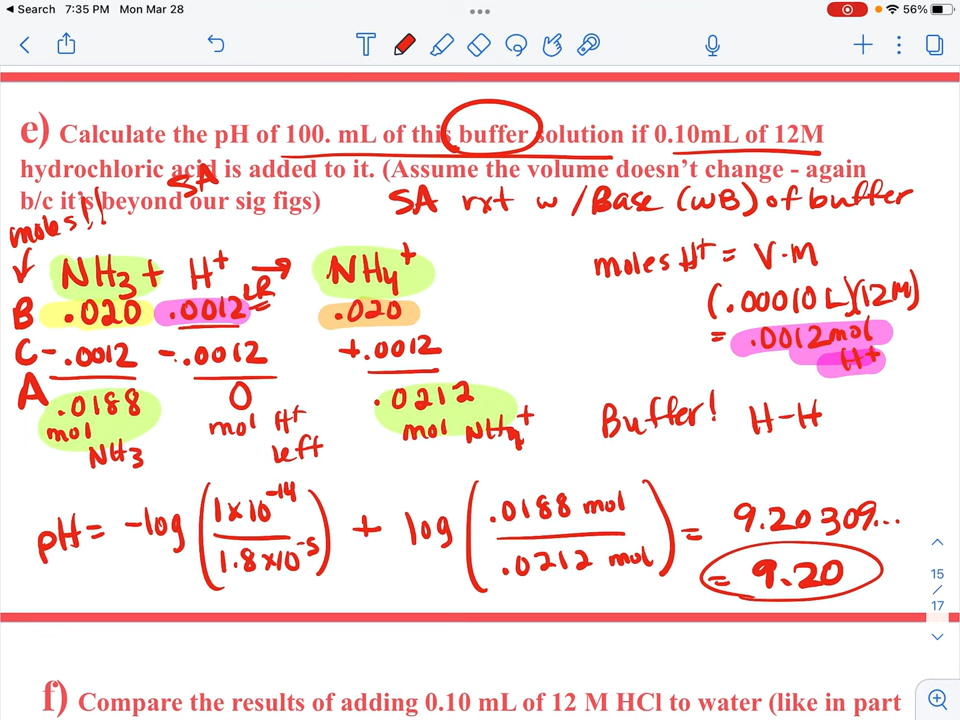 ◀ Search 7:35 PM Mon Mar 28 56%
e) Calculate the pH of 100. mL of this buffer solution if 0.10mL of 12M
hydrochloric acid is added to it. (Assume the volume doesn't change - again
b/c it's beyond our sig figs)
SA
SA rxt w/Base (WB) of buffer
moles!!
NH3 + H+ → NH4+
LR
B .020 .0012 .020
C -.0012 -.0012 +.0012
A .0188 0 .0212
mol NH3
mol H+ left
mol NH4+
moles H+ = V·M
(.00010 L)(12M)
= .0012 mol
H+
Buffer! H-H
pH = -log (1x10-14 / 1.8x10-5) + log (.0188 mol / .0212 mol) = 9.20309...
= 9.20
15
/
17
f) Compare the results of adding 0.10 mL of 12 M HCl to water (like in part